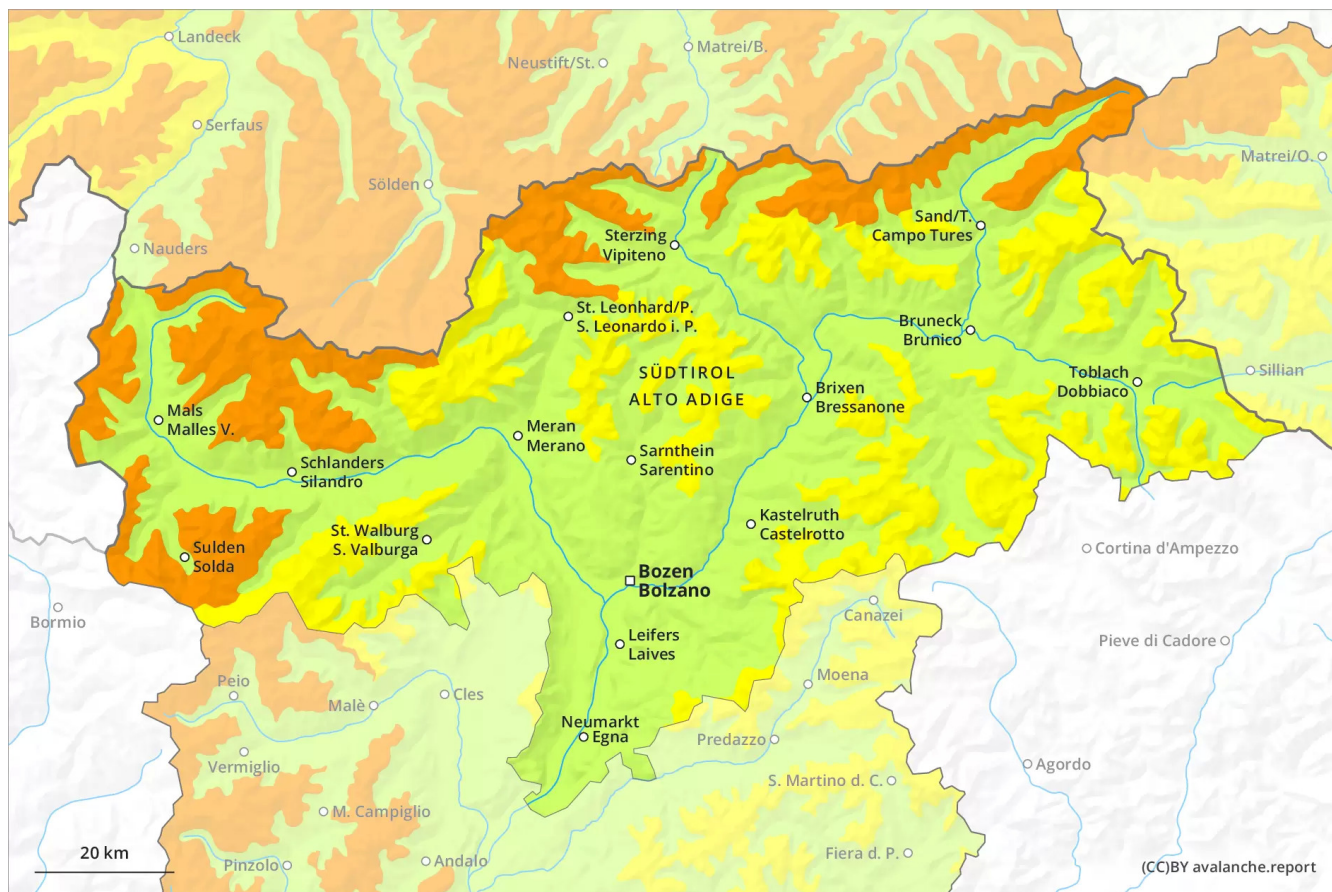 Landeck
Matrei/B.
Neustift/St.
Serfaus
Matrei/O.
Sölden
Sand/T.
Campo Tures
Sterzing
Vipiteno
Nauders
St. Leonhard/P.
S. Leonardo i. P.
Bruneck
Brunico
SÜDTIROL
ALTO ADIGE
Toblach
Dobbiaco
Sillian
Brixen
Bressanone
Mals
Malles V.
Meran
Merano
Sarnthein
Sarentino
Schlanders
Silandro
Kastelruth
Castelrotto
St. Walburg
S. Valburga
Sulden
Solda
Cortina d'Ampezzo
Bozen
Bolzano
Bormio
Canazei
Leifers
Laives
Pieve di Cadore
Moena
Peio
Cles
Malè
Neumarkt
Egna
Predazzo
Vermiglio
Agordo
S. Martino d. C.
M. Campiglio
20 km
Fiera d. P.
Andalo
Pinzolo
(CC)BY avalanche.report